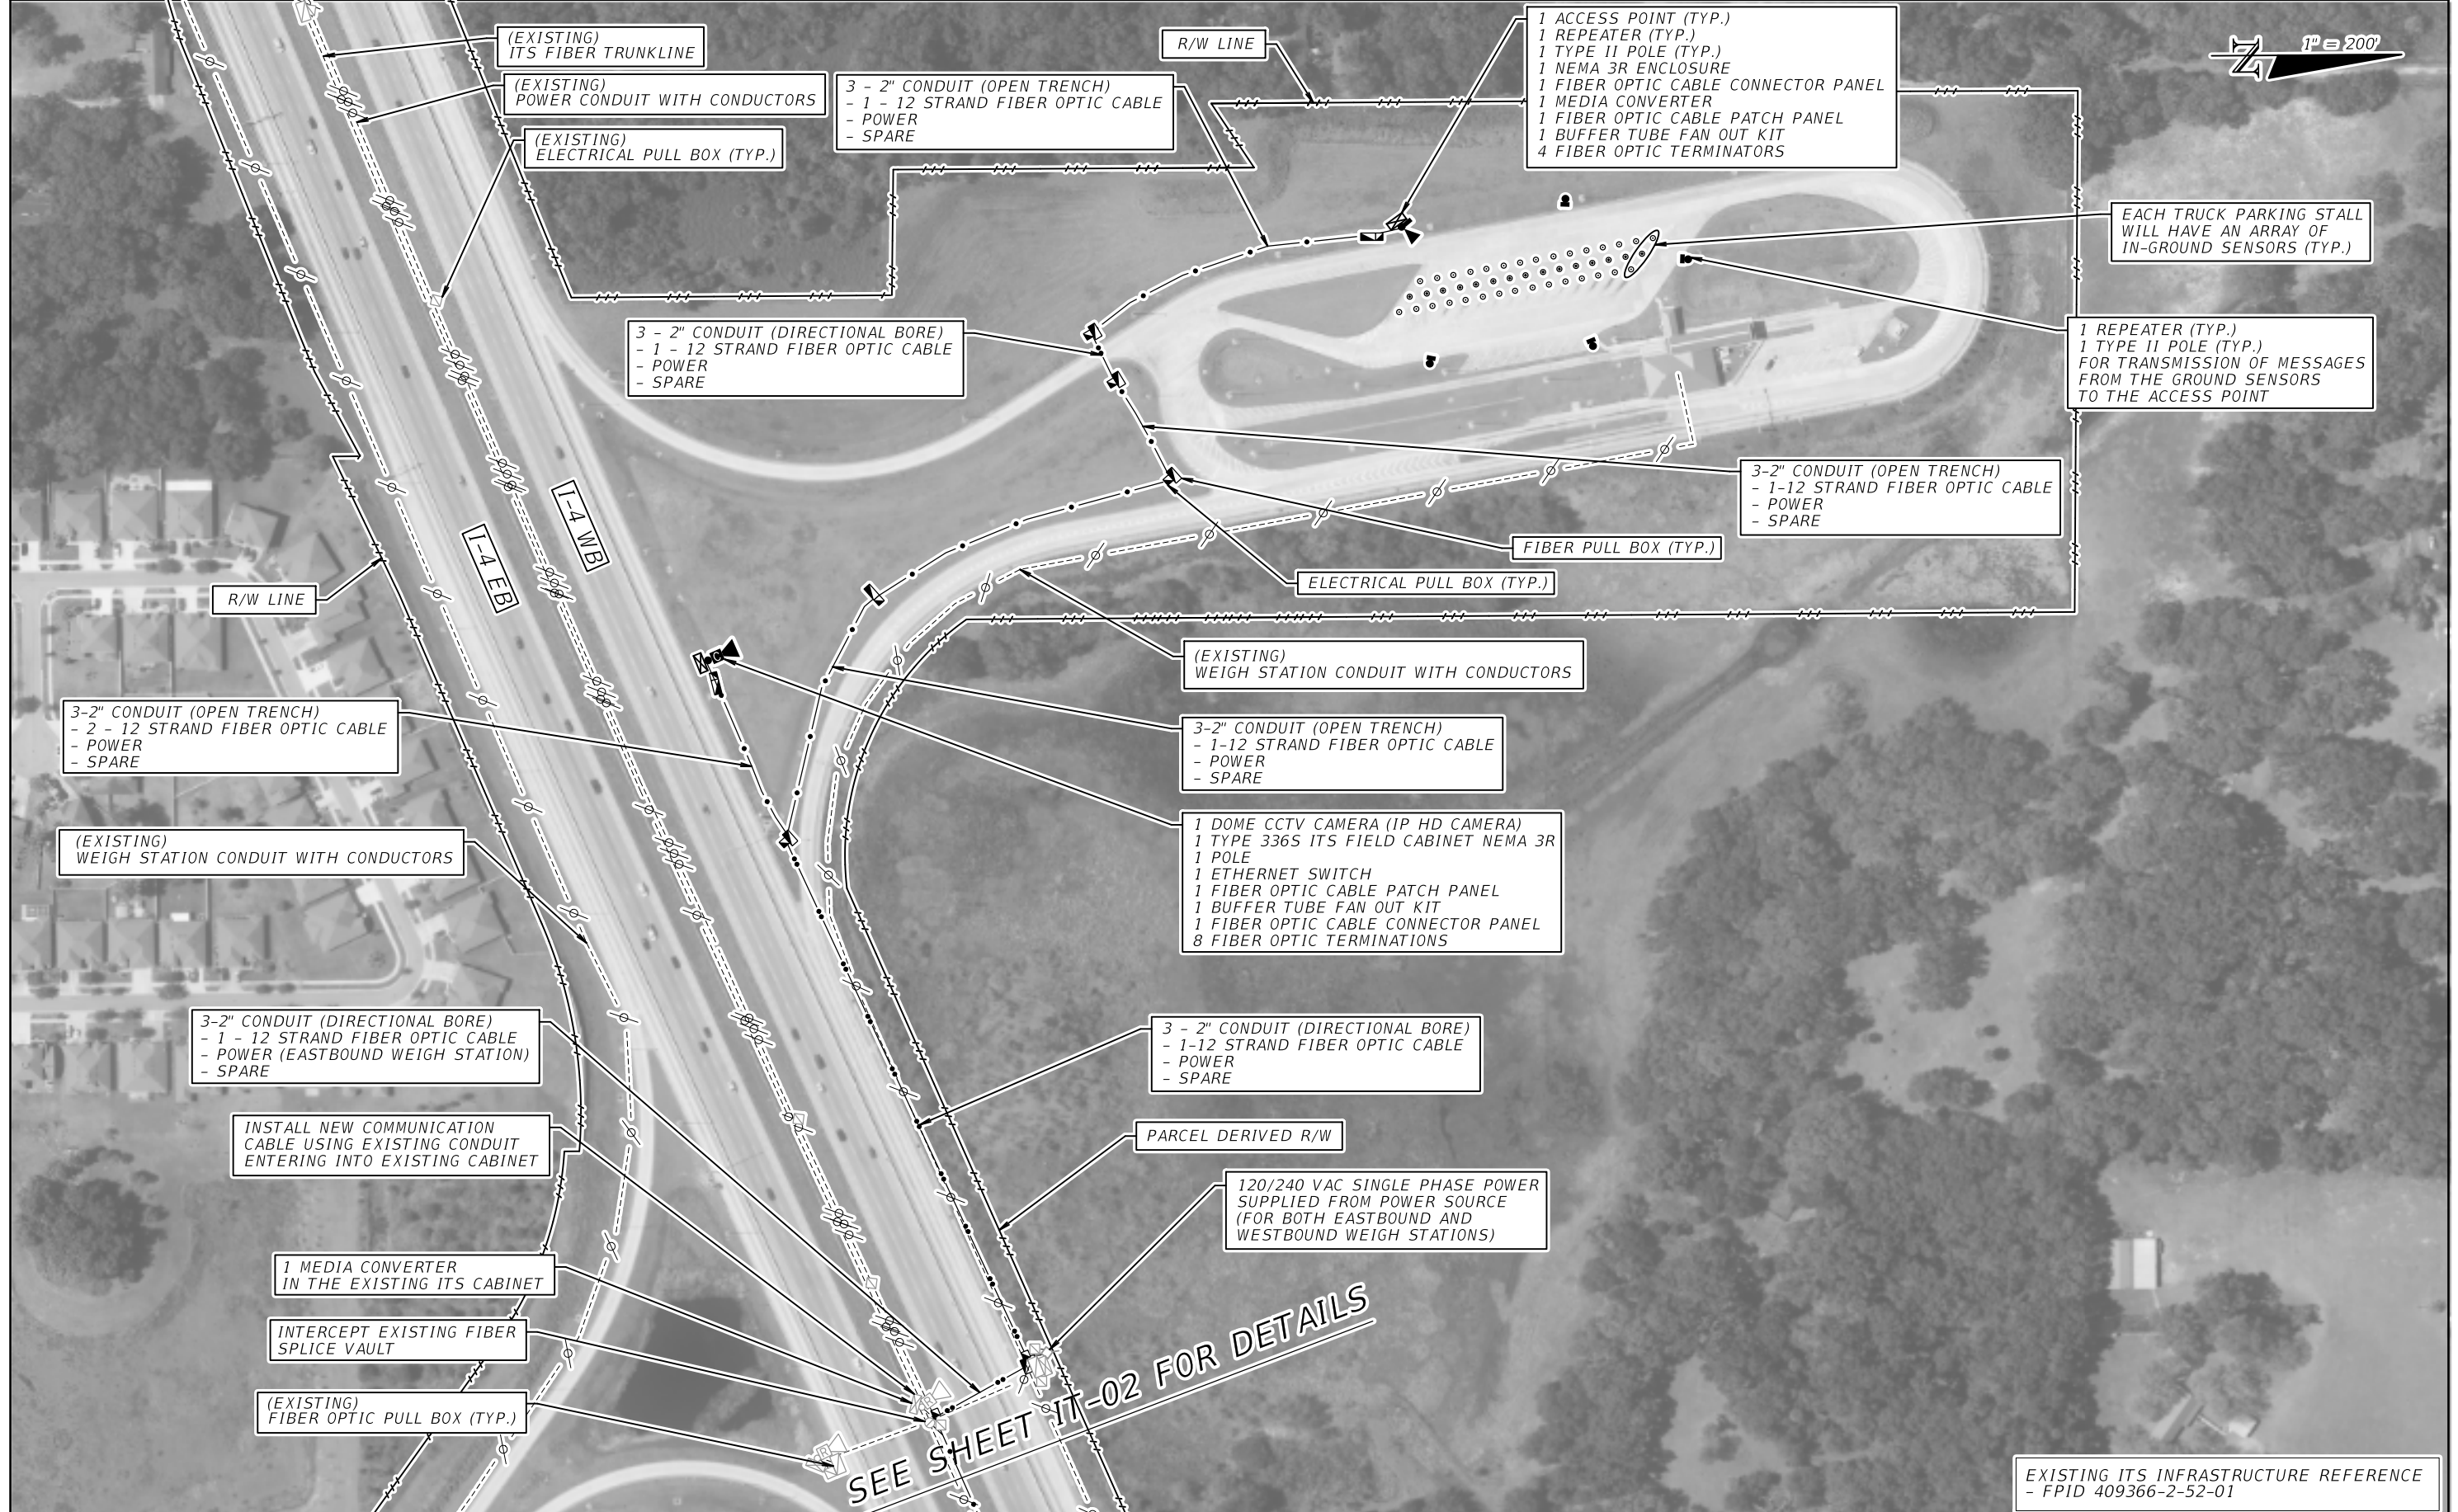 (EXISTING)
ITS FIBER TRUNKLINE
(EXISTING)
POWER CONDUIT WITH CONDUCTORS
(EXISTING)
ELECTRICAL PULL BOX (TYP.)
3 - 2" CONDUIT (OPEN TRENCH)
- 1 - 12 STRAND FIBER OPTIC CABLE
- POWER
- SPARE
R/W LINE
1 ACCESS POINT (TYP.)
1 REPEATER (TYP.)
1 TYPE II POLE (TYP.)
1 NEMA 3R ENCLOSURE
1 FIBER OPTIC CABLE CONNECTOR PANEL
1 MEDIA CONVERTER
1 FIBER OPTIC CABLE PATCH PANEL
1 BUFFER TUBE FAN OUT KIT
4 FIBER OPTIC TERMINATORS
N
1" = 200'
EACH TRUCK PARKING STALL
WILL HAVE AN ARRAY OF
IN-GROUND SENSORS (TYP.)
3 - 2" CONDUIT (DIRECTIONAL BORE)
- 1 - 12 STRAND FIBER OPTIC CABLE
- POWER
- SPARE
1 REPEATER (TYP.)
1 TYPE II POLE (TYP.)
FOR TRANSMISSION OF MESSAGES
FROM THE GROUND SENSORS
TO THE ACCESS POINT
3-2" CONDUIT (OPEN TRENCH)
- 1-12 STRAND FIBER OPTIC CABLE
- POWER
- SPARE
I-4 WB
I-4 EB
FIBER PULL BOX (TYP.)
ELECTRICAL PULL BOX (TYP.)
R/W LINE
(EXISTING)
WEIGH STATION CONDUIT WITH CONDUCTORS
C
3-2" CONDUIT (OPEN TRENCH)
- 2 - 12 STRAND FIBER OPTIC CABLE
- POWER
- SPARE
3-2" CONDUIT (OPEN TRENCH)
- 1-12 STRAND FIBER OPTIC CABLE
- POWER
- SPARE
(EXISTING)
WEIGH STATION CONDUIT WITH CONDUCTORS
1 DOME CCTV CAMERA (IP HD CAMERA)
1 TYPE 336S ITS FIELD CABINET NEMA 3R
1 POLE
1 ETHERNET SWITCH
1 FIBER OPTIC CABLE PATCH PANEL
1 BUFFER TUBE FAN OUT KIT
1 FIBER OPTIC CABLE CONNECTOR PANEL
8 FIBER OPTIC TERMINATIONS
3-2" CONDUIT (DIRECTIONAL BORE)
- 1 - 12 STRAND FIBER OPTIC CABLE
- POWER (EASTBOUND WEIGH STATION)
- SPARE
3 - 2" CONDUIT (DIRECTIONAL BORE)
- 1-12 STRAND FIBER OPTIC CABLE
- POWER
- SPARE
INSTALL NEW COMMUNICATION
CABLE USING EXISTING CONDUIT
ENTERING INTO EXISTING CABINET
PARCEL DERIVED R/W
120/240 VAC SINGLE PHASE POWER
SUPPLIED FROM POWER SOURCE
(FOR BOTH EASTBOUND AND
WESTBOUND WEIGH STATIONS)
1 MEDIA CONVERTER
IN THE EXISTING ITS CABINET
INTERCEPT EXISTING FIBER
SPLICE VAULT
(EXISTING)
FIBER OPTIC PULL BOX (TYP.)
SEE SHEET IT-02 FOR DETAILS
EXISTING ITS INFRASTRUCTURE REFERENCE
- FPID 409366-2-52-01